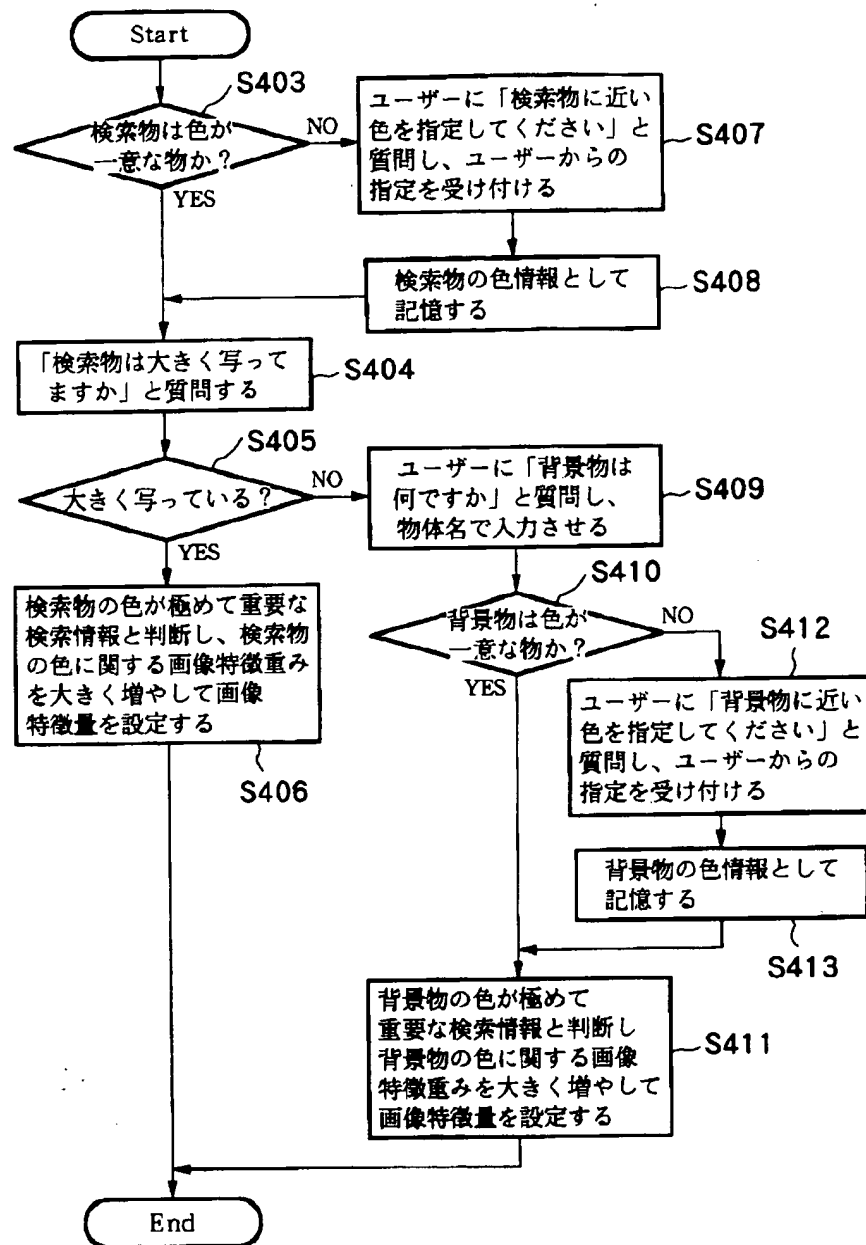 Start
S403
検索物は色が
一意な物か?
NO
YES
ユーザーに「検索物に近い
色を指定してください」と
質問し、ユーザーからの
指定を受け付ける
S407
検索物の色情報として
記憶する
S408
「検索物は大きく写って
ますか」と質問する
S404
S405
大きく写っている?
NO
YES
ユーザーに「背景物は
何ですか」と質問し、
物体名で入力させる
S409
S410
背景物は色が
一意な物か?
NO
YES
検索物の色が極めて重要な
検索情報と判断し、検索物
の色に関する画像特徴重み
を大きく増やして画像
特徴量を設定する
S406
S412
ユーザーに「背景物に近い
色を指定してください」と
質問し、ユーザーからの
指定を受け付ける
背景物の色情報として
記憶する
S413
背景物の色が極めて
重要な検索情報と判断し
背景物の色に関する画像
特徴重みを大きく増やして
画像特徴量を設定する
S411
End